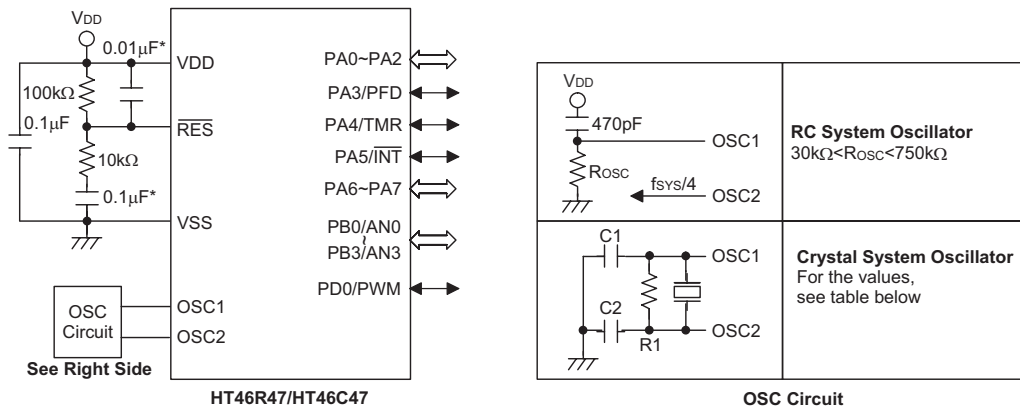 VDD
0.01μF*
100kΩ
0.1μF
10kΩ
0.1μF*
VDD
RES
VSS
OSC Circuit
See Right Side
OSC1
OSC2
PA0~PA2
PA3/PFD
PA4/TMR
PA5/INT
PA6~PA7
PB0/AN0
~
PB3/AN3
PD0/PWM
HT46R47/HT46C47
VDD
470pF
ROSC
OSC1
fSYS/4
OSC2
RC System Oscillator
30kΩ<ROSC<750kΩ
C1
C2
R1
OSC1
OSC2
Crystal System Oscillator
For the values,
see table below
OSC Circuit